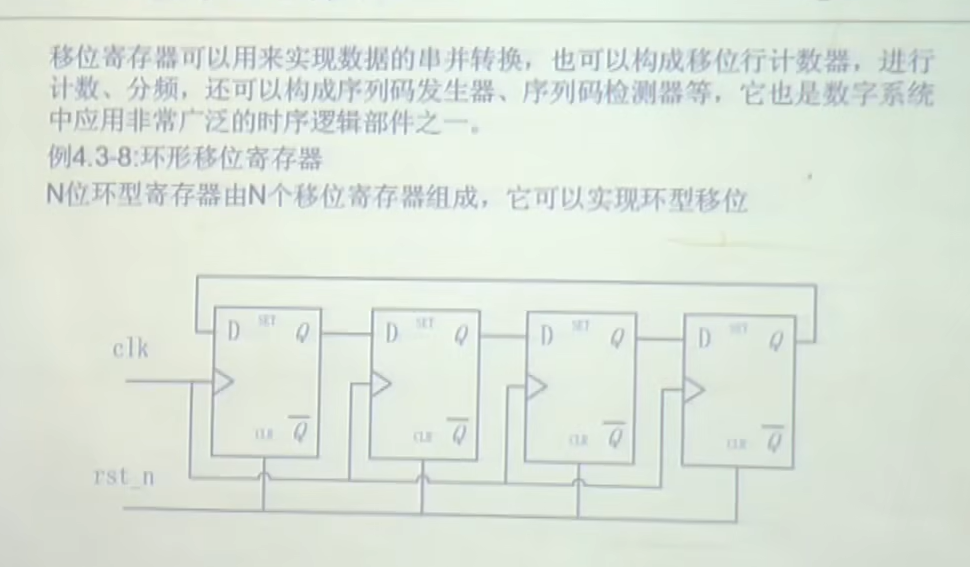 移位寄存器可以用来实现数据的串并转换，也可以构成移位行计数器，进行
计数、分频，还可以构成序列码发生器、序列码检测器等，它也是数字系统
中应用非常广泛的时序逻辑部件之一。
例4.3-8:环形移位寄存器
N位环型寄存器由N个移位寄存器组成，它可以实现环型移位
D SET Q D SET Q D SET Q D SET Q
clk
CLR Q̅ CLR Q̅ CLR Q̅ CLR Q̅
rst_n